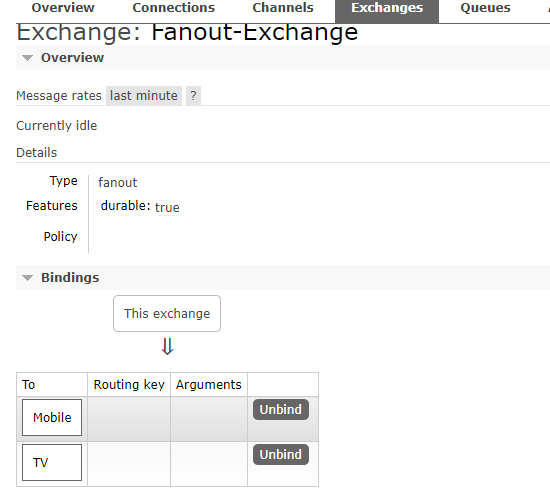 Overview Connections Channels Exchanges Queues
Exchange: Fanout-Exchange
Overview
Message rates last minute ?
Currently idle
Details
Type fanout
Features durable: true
Policy
Bindings
This exchange
⇓
To Routing key Arguments
Mobile Unbind
TV Unbind